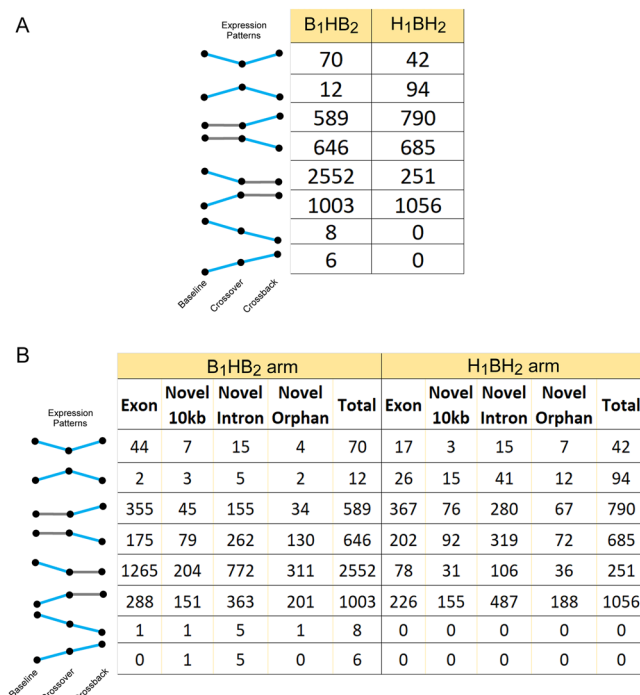 A
Expression
Patterns
B₁HB₂ H₁BH₂
70 42
12 94
589 790
646 685
2552 251
1003 1056
8 0
6 0
Baseline
Crossover
Crossback
B
B₁HB₂ arm H₁BH₂ arm
Expression
Patterns
Exon Novel 10kb Novel Intron Novel Orphan Total Exon Novel 10kb Novel Intron Novel Orphan Total
44 7 15 4 70 17 3 15 7 42
2 3 5 2 12 26 15 41 12 94
355 45 155 34 589 367 76 280 67 790
175 79 262 130 646 202 92 319 72 685
1265 204 772 311 2552 78 31 106 36 251
288 151 363 201 1003 226 155 487 188 1056
1 1 5 1 8 0 0 0 0 0
0 1 5 0 6 0 0 0 0 0
Baseline
Crossover